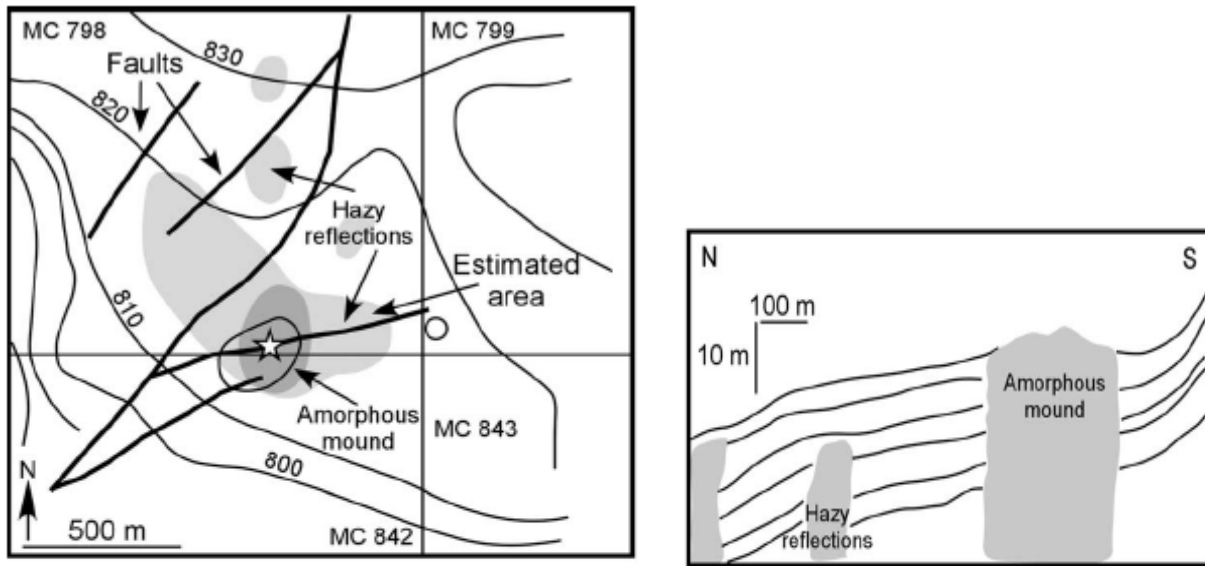 MC 798
MC 799
830
Faults
820
Hazy
reflections
Estimated
area
810
Amorphous
mound
MC 843
800
N
500 m
MC 842
N
S
100 m
10 m
Amorphous
mound
Hazy
reflections